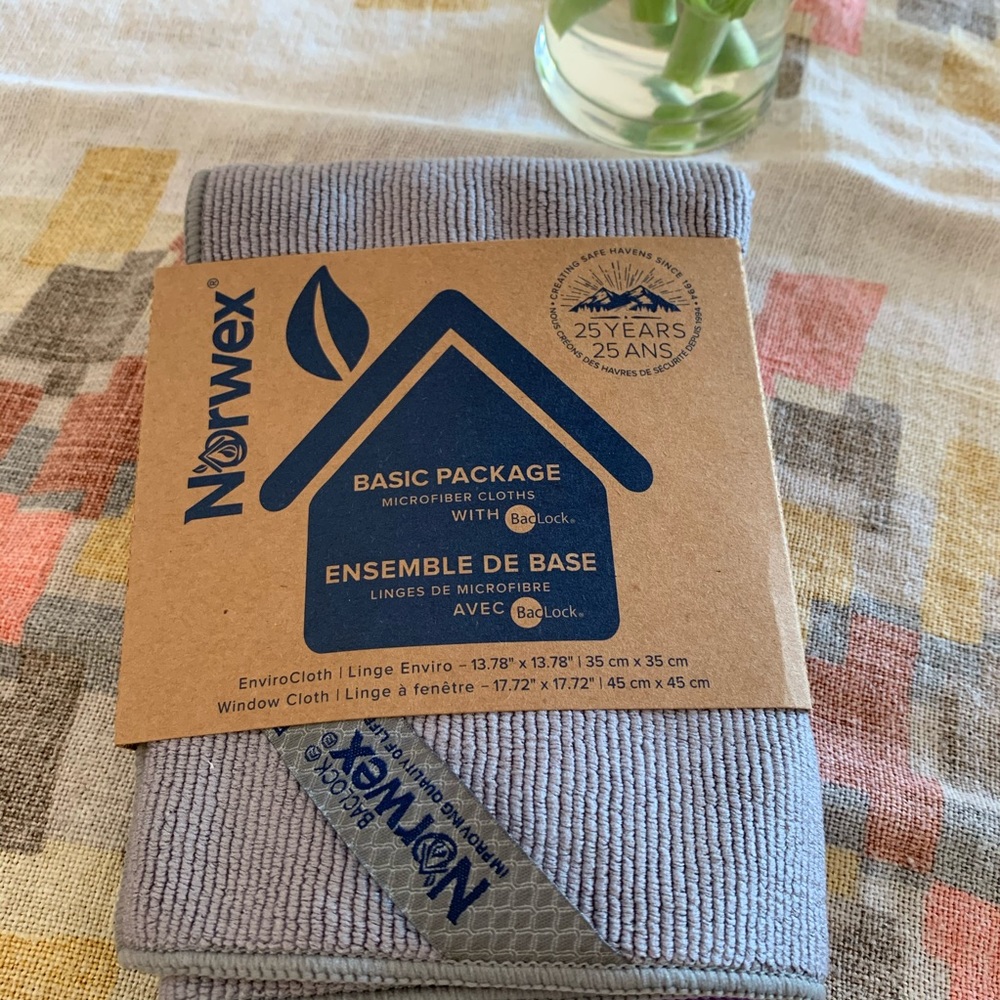 Norwex®
• CREATING SAFE HAVENS SINCE 1994 •
25 YEARS
25 ANS
NOUS CRÉONS DES HAVRES DE SÉCURITÉ DEPUIS 1994
BASIC PACKAGE
MICROFIBER CLOTHS
WITH BacLock®
ENSEMBLE DE BASE
LINGES DE MICROFIBRE
AVEC BacLock®
EnviroCloth | Linge Enviro – 13.78" x 13.78" | 35 cm x 35 cm
Window Cloth | Linge à fenêtre – 17.72" x 17.72" | 45 cm x 45 cm
BACLOCK
Norwex®
IMPROVING QUALITY OF LIFE